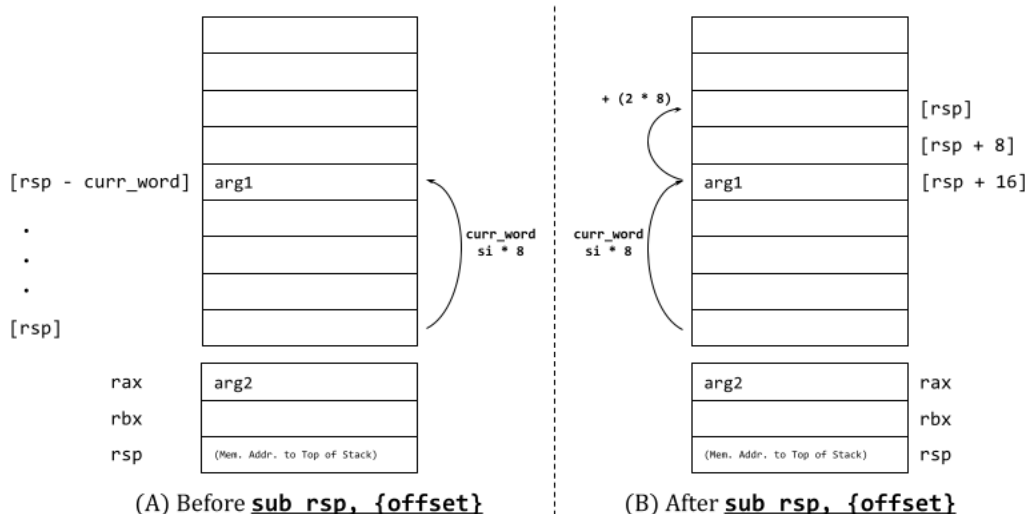 [rsp - curr_word]
arg1
.
.
.
[rsp]
curr_word
si * 8
rax
arg2
rbx
rsp
(Mem. Addr. to Top of Stack)
(A) Before sub rsp, {offset}
+ (2 * 8)
[rsp]
[rsp + 8]
arg1
[rsp + 16]
curr_word
si * 8
arg2
rax
rbx
(Mem. Addr. to Top of Stack)
rsp
(B) After sub rsp, {offset}